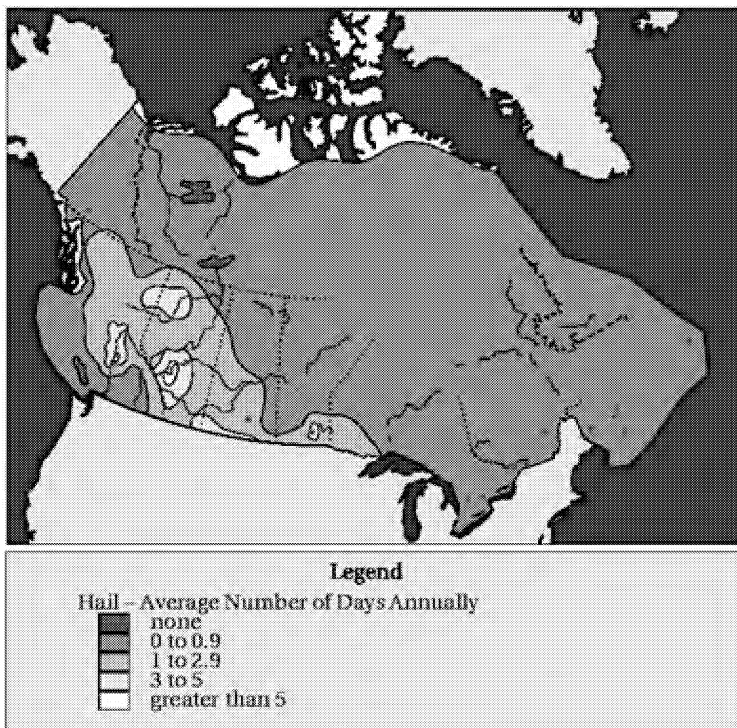 Legend
Hail – Average Number of Days Annually
none
0 to 0.9
1 to 2.9
3 to 5
greater than 5